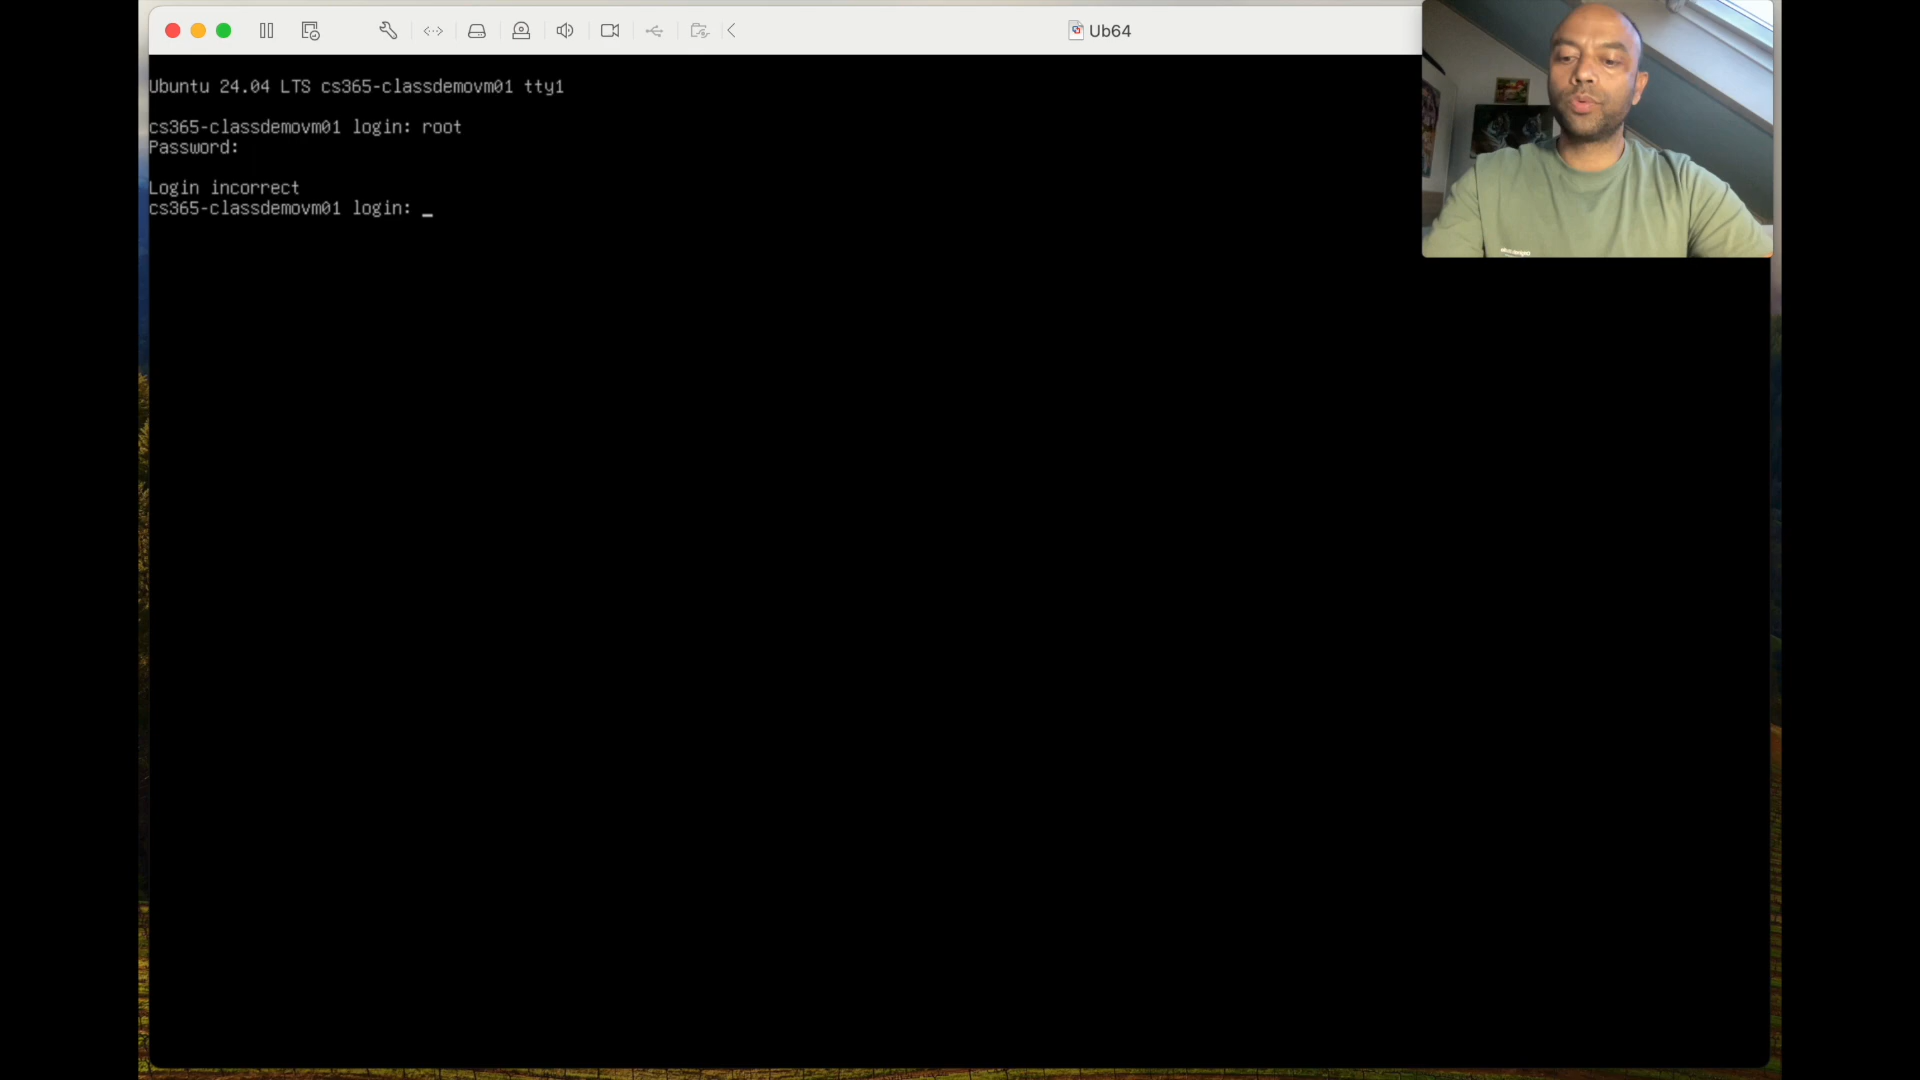 Ub64
Ubuntu 24.04 LTS cs365-classdemovm01 tty1
cs365-classdemovm01 login: root
Password:
Login incorrect
cs365-classdemovm01 login: _